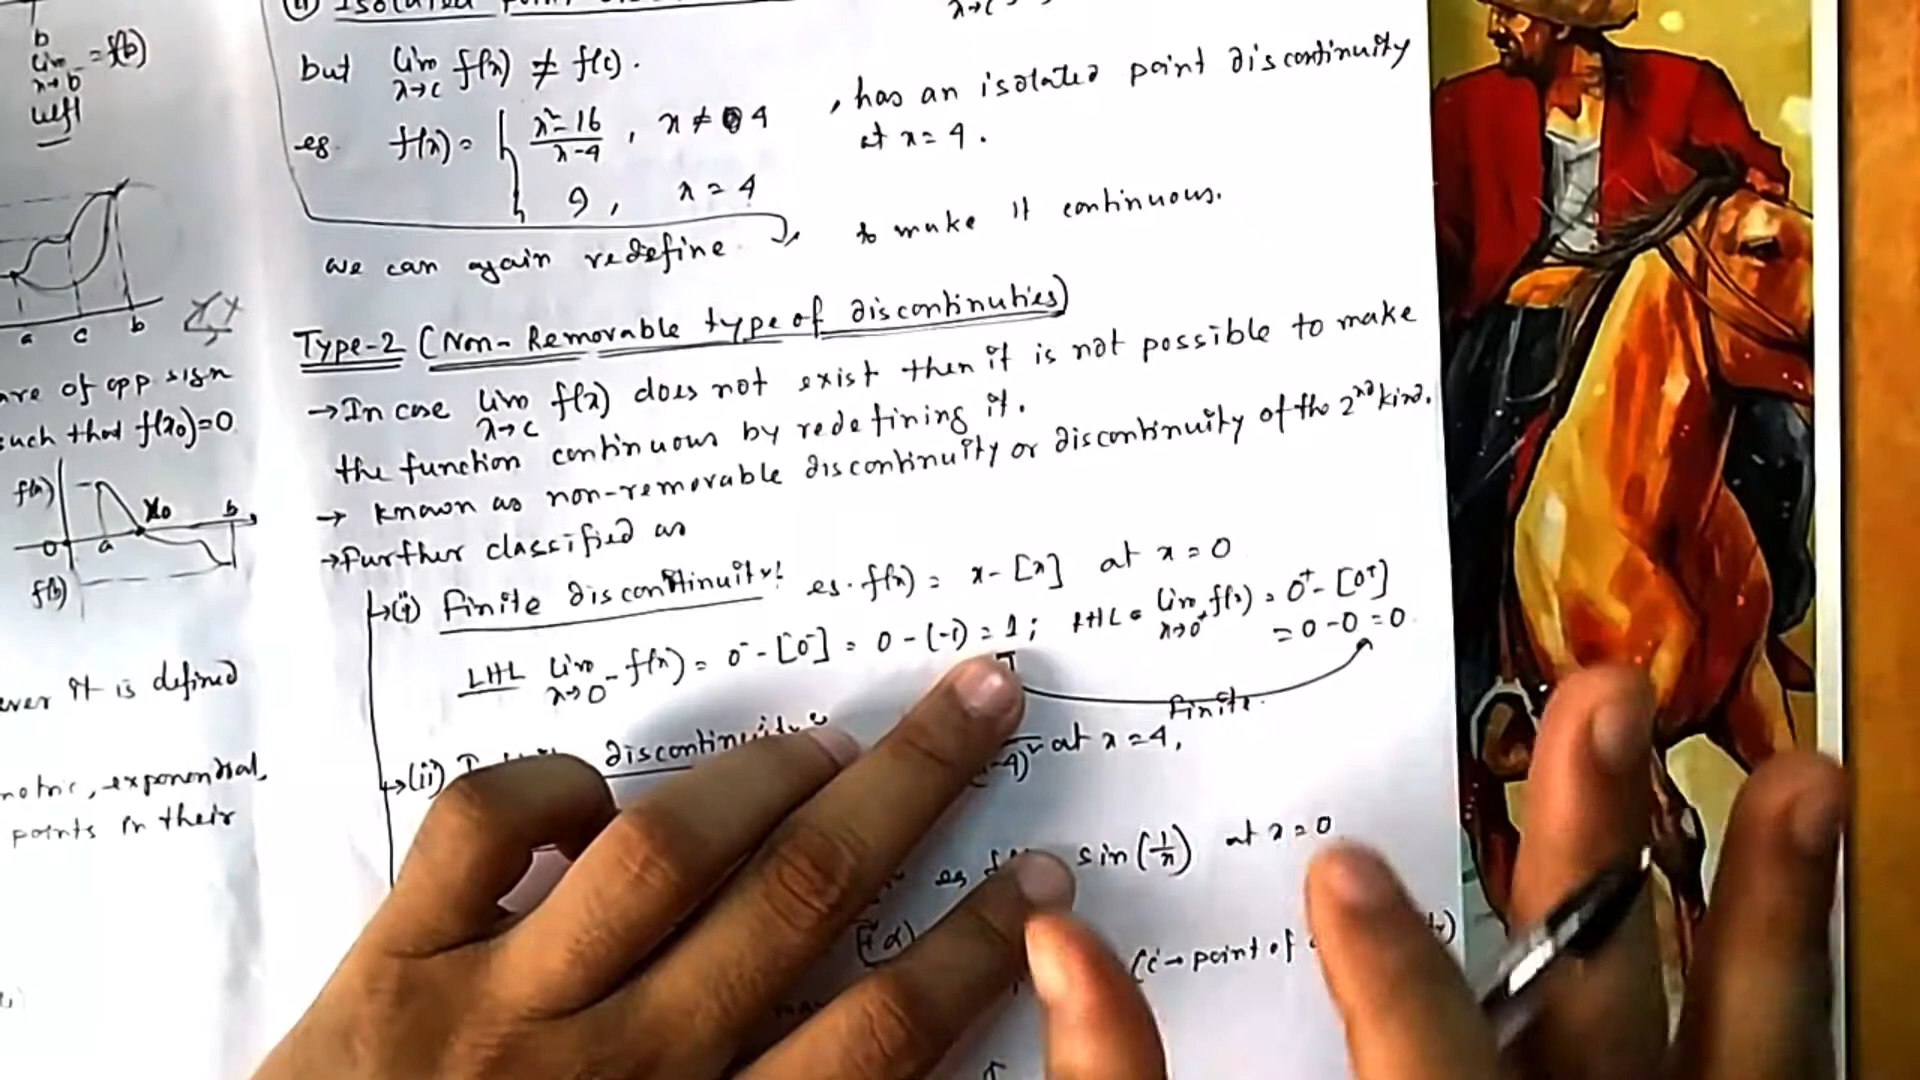 b
lim = f(b)
x→b⁻
left
a c b
are of opp sign
such that f(x₀)=0
f(a)
x₀ b
0 a
f(b)
ever it is defined
exponential,
points in their
but lim f(x) ≠ f(c).
x→c
eg. f(x) = { x²-16 / x-4 , x ≠ 4 , has an isolated point discontinuity
9 , x = 4 at x = 4.
we can again redefine to make it continuous.
Type-2 (Non-Removable type of discontinuties)
→In case lim f(x) does not exist then it is not possible to make
x→c
the function continuous by redefining it.
→ known as non-removable discontinuity or discontinuity of the 2nd kind.
→further classified as
→(i) finite discontinuity: eg. f(x) = x-[x] at x = 0
LHL lim f(x) = 0⁻ - [0⁻] = 0 - (-1) = 1; RHL = lim f(x) = 0⁺ - [0⁺]
x→0⁻ x→0⁺ = 0-0 = 0
finite.
→(ii) discontinuity at x = 4,
eg sin(1/x) at x = 0
(c → point of